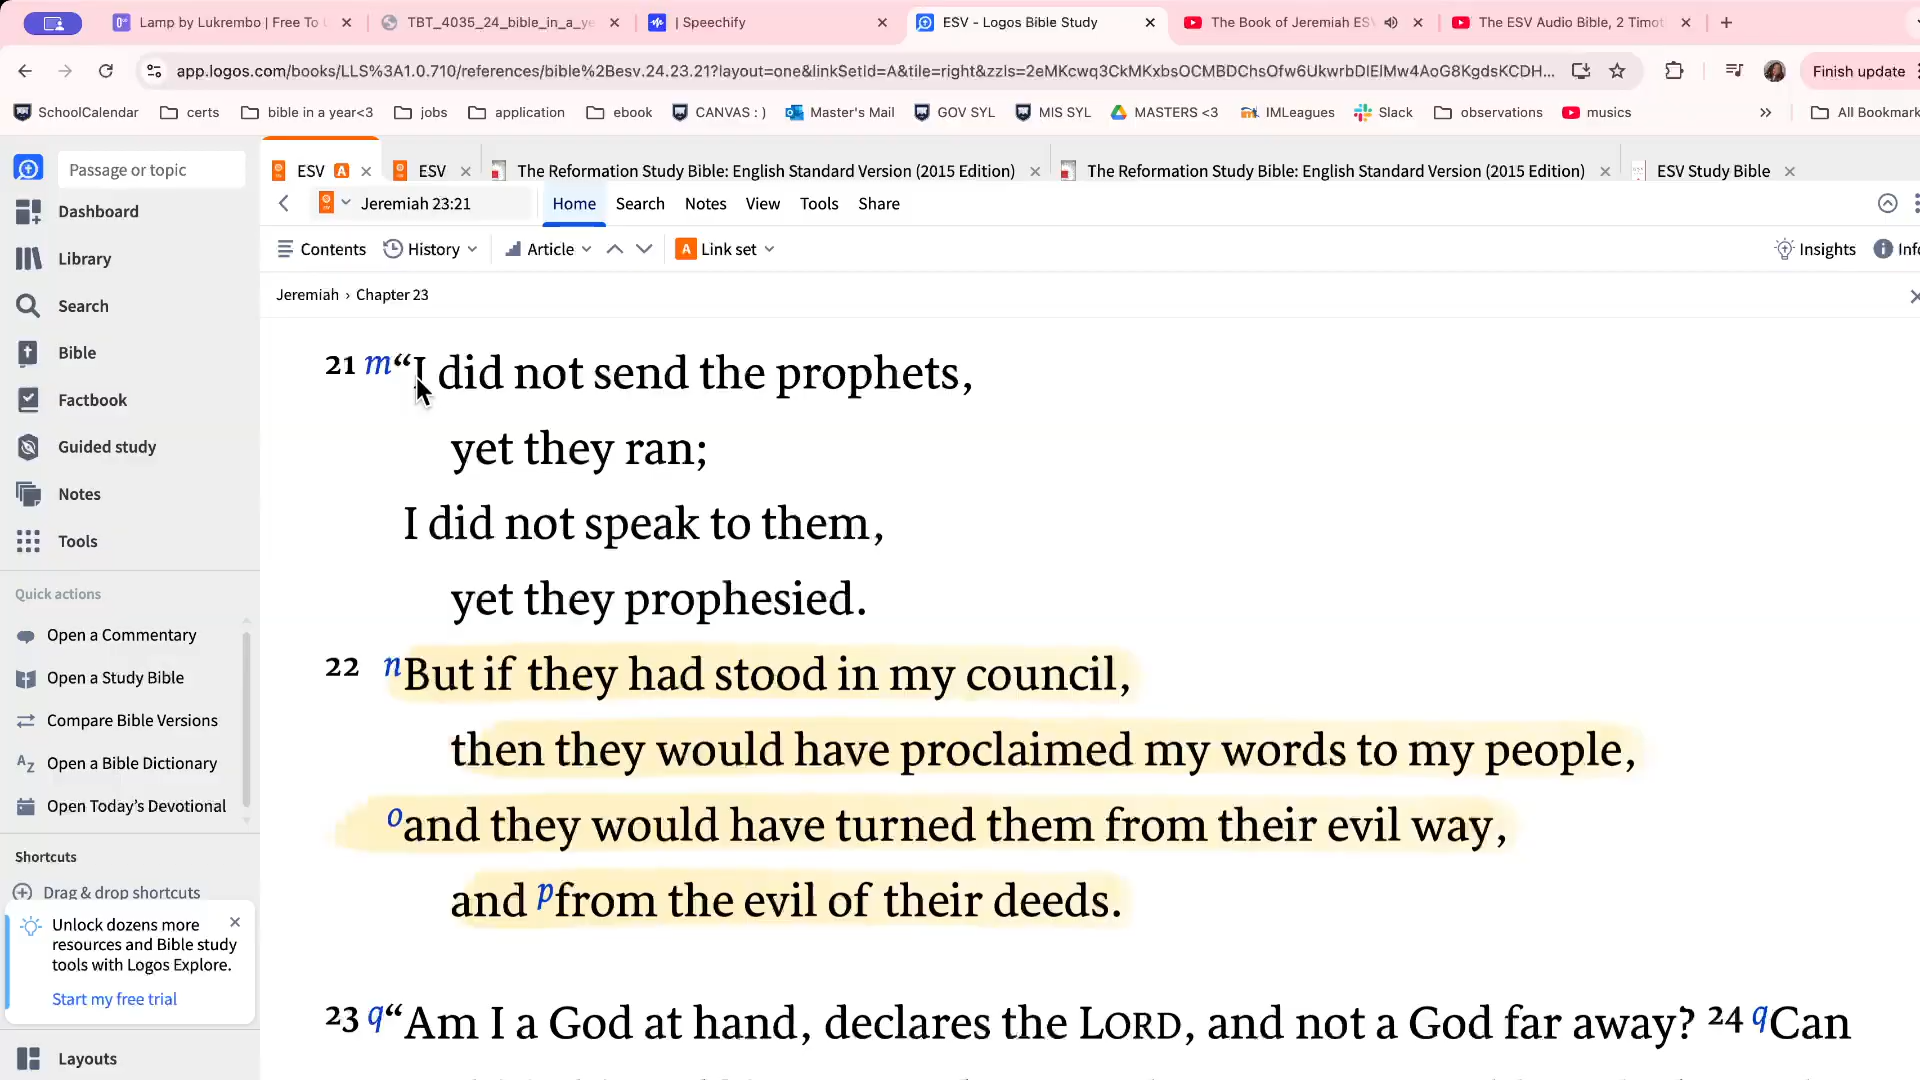 Lamp by Lukrembo | Free To U
TBT_4035_24_bible_in_a_ye
| Speechify
ESV - Logos Bible Study
The Book of Jeremiah ESV
The ESV Audio Bible, 2 Timot
app.logos.com/books/LLS%3A1.0.710/references/bible%2Besv.24.23.21?layout=one&linkSetId=A&tile=right&zzls=2eMKcwq3CkMKxbsOCMBDChsOfw6UkwrbDlElMw4AoG8KgdsKCDH...
Finish update
SchoolCalendar
certs
bible in a year<3
jobs
application
ebook
CANVAS : )
Master's Mail
GOV SYL
MIS SYL
MASTERS <3
IMLeagues
Slack
observations
musics
»
All Bookmark
Passage or topic
ESV A
ESV
The Reformation Study Bible: English Standard Version (2015 Edition)
The Reformation Study Bible: English Standard Version (2015 Edition)
ESV Study Bible
Jeremiah 23:21
Home
Search
Notes
View
Tools
Share
Contents
History
Article
A Link set
Insights
Info
Jeremiah › Chapter 23
Dashboard
Library
Search
Bible
Factbook
Guided study
Notes
Tools
Quick actions
Open a Commentary
Open a Study Bible
Compare Bible Versions
Open a Bible Dictionary
Open Today's Devotional
Shortcuts
Drag & drop shortcuts
Unlock dozens more
resources and Bible study
tools with Logos Explore.
Start my free trial
Layouts
21 m“I did not send the prophets,
yet they ran;
I did not speak to them,
yet they prophesied.
22 nBut if they had stood in my council,
then they would have proclaimed my words to my people,
oand they would have turned them from their evil way,
and pfrom the evil of their deeds.
23 q“Am I a God at hand, declares the LORD, and not a God far away? 24 qCan